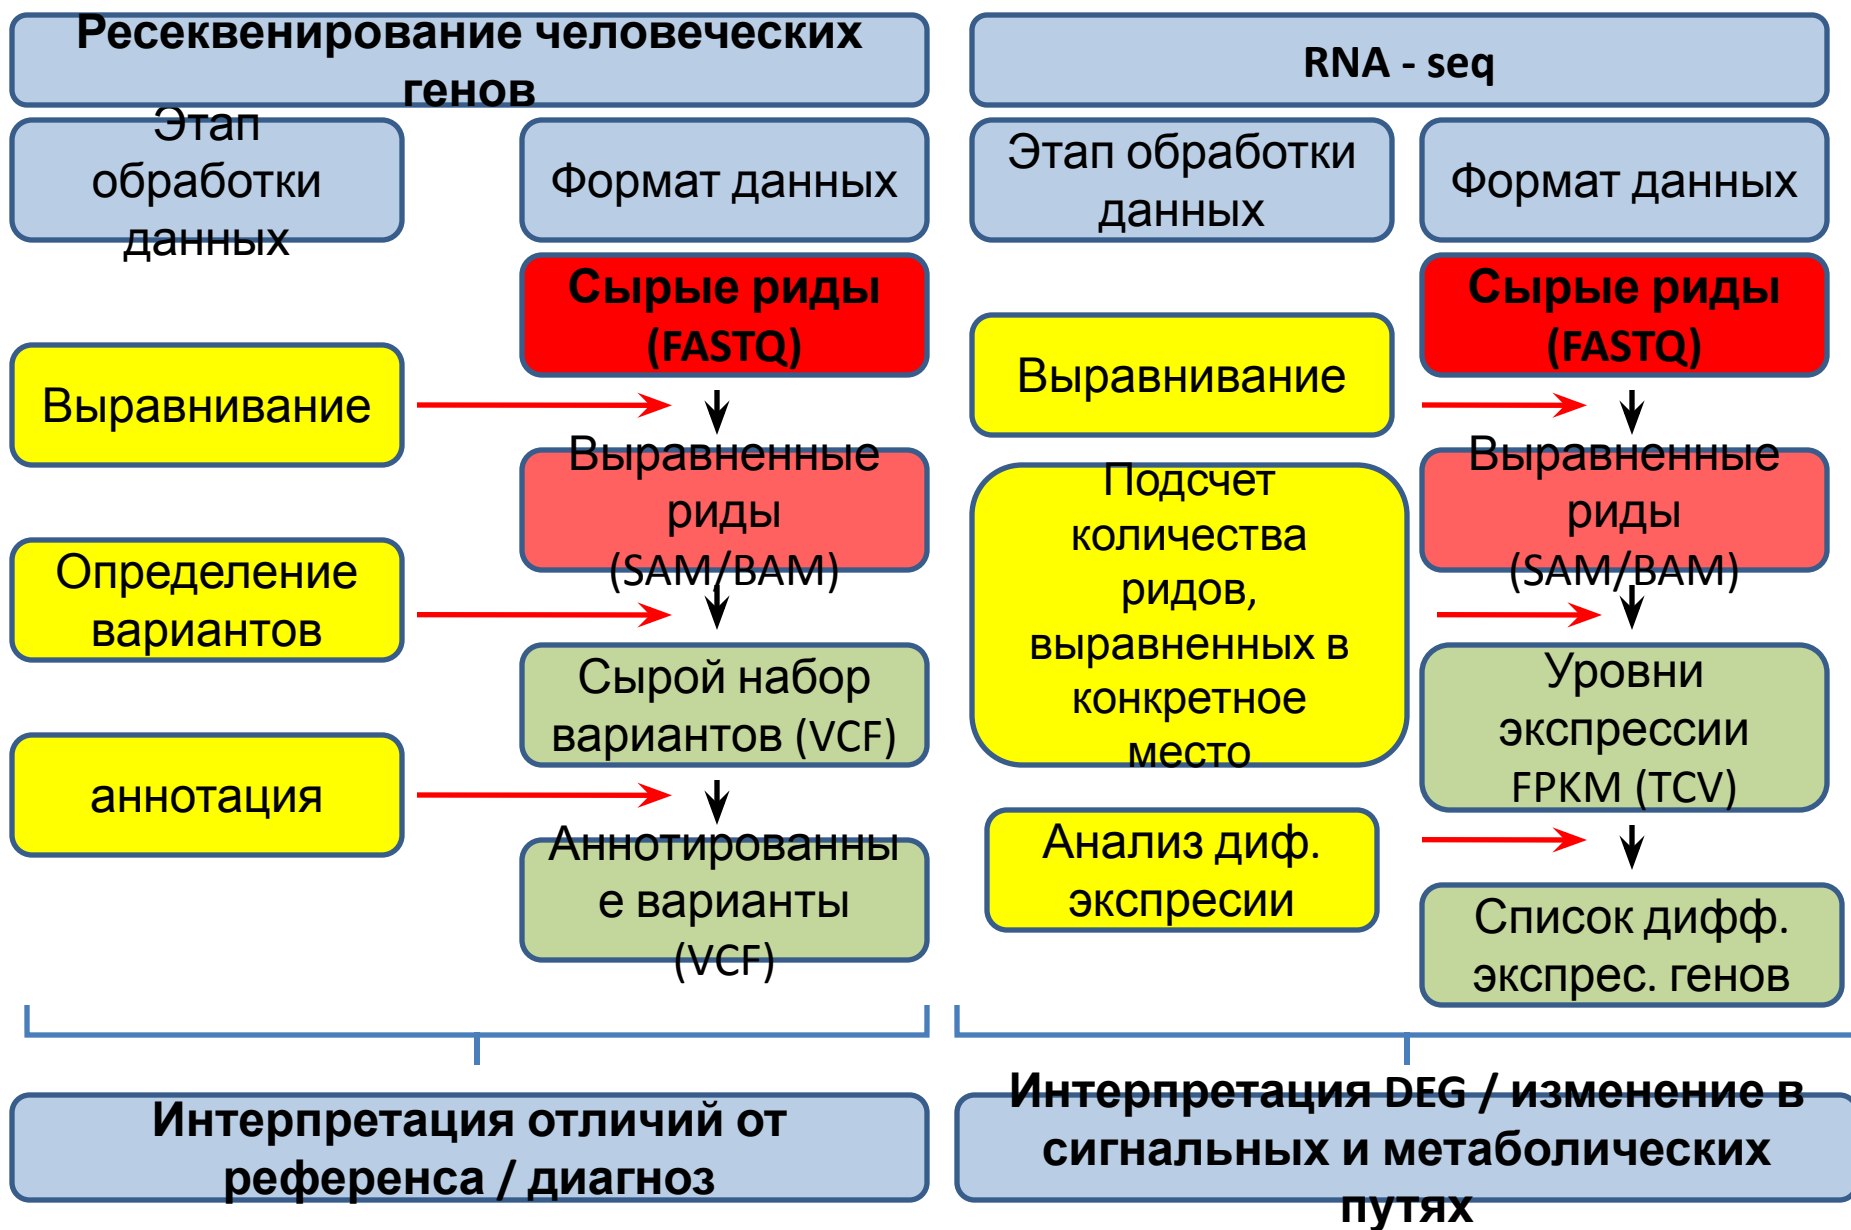 Ресеквенирование человеческих
генов
Этап
обработки
данных
Формат данных
Сырые риды
(FASTQ)
Выравнивание
Выравненные
риды
(SAM/BAM)
Определение
вариантов
Сырой набор
вариантов (VCF)
аннотация
Аннотированны
е варианты
(VCF)
Интерпретация отличий от
референса / диагноз
RNA - seq
Этап обработки
данных
Формат данных
Сырые риды
(FASTQ)
Выравнивание
Выравненные
риды
(SAM/BAM)
Подсчет
количества
ридов,
выравненных в
конкретное
место
Уровни
экспрессии
FPKM (TCV)
Анализ диф.
экспресии
Список дифф.
экспрес. генов
Интерпретация DEG / изменение в
сигнальных и метаболических
путях